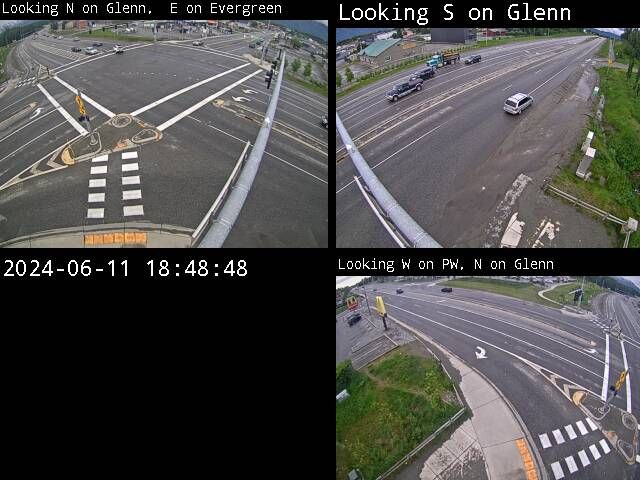 Looking N on Glenn, E on Evergreen
Looking S on Glenn
2024-06-11 18:48:48
Looking W on PW, N on Glenn